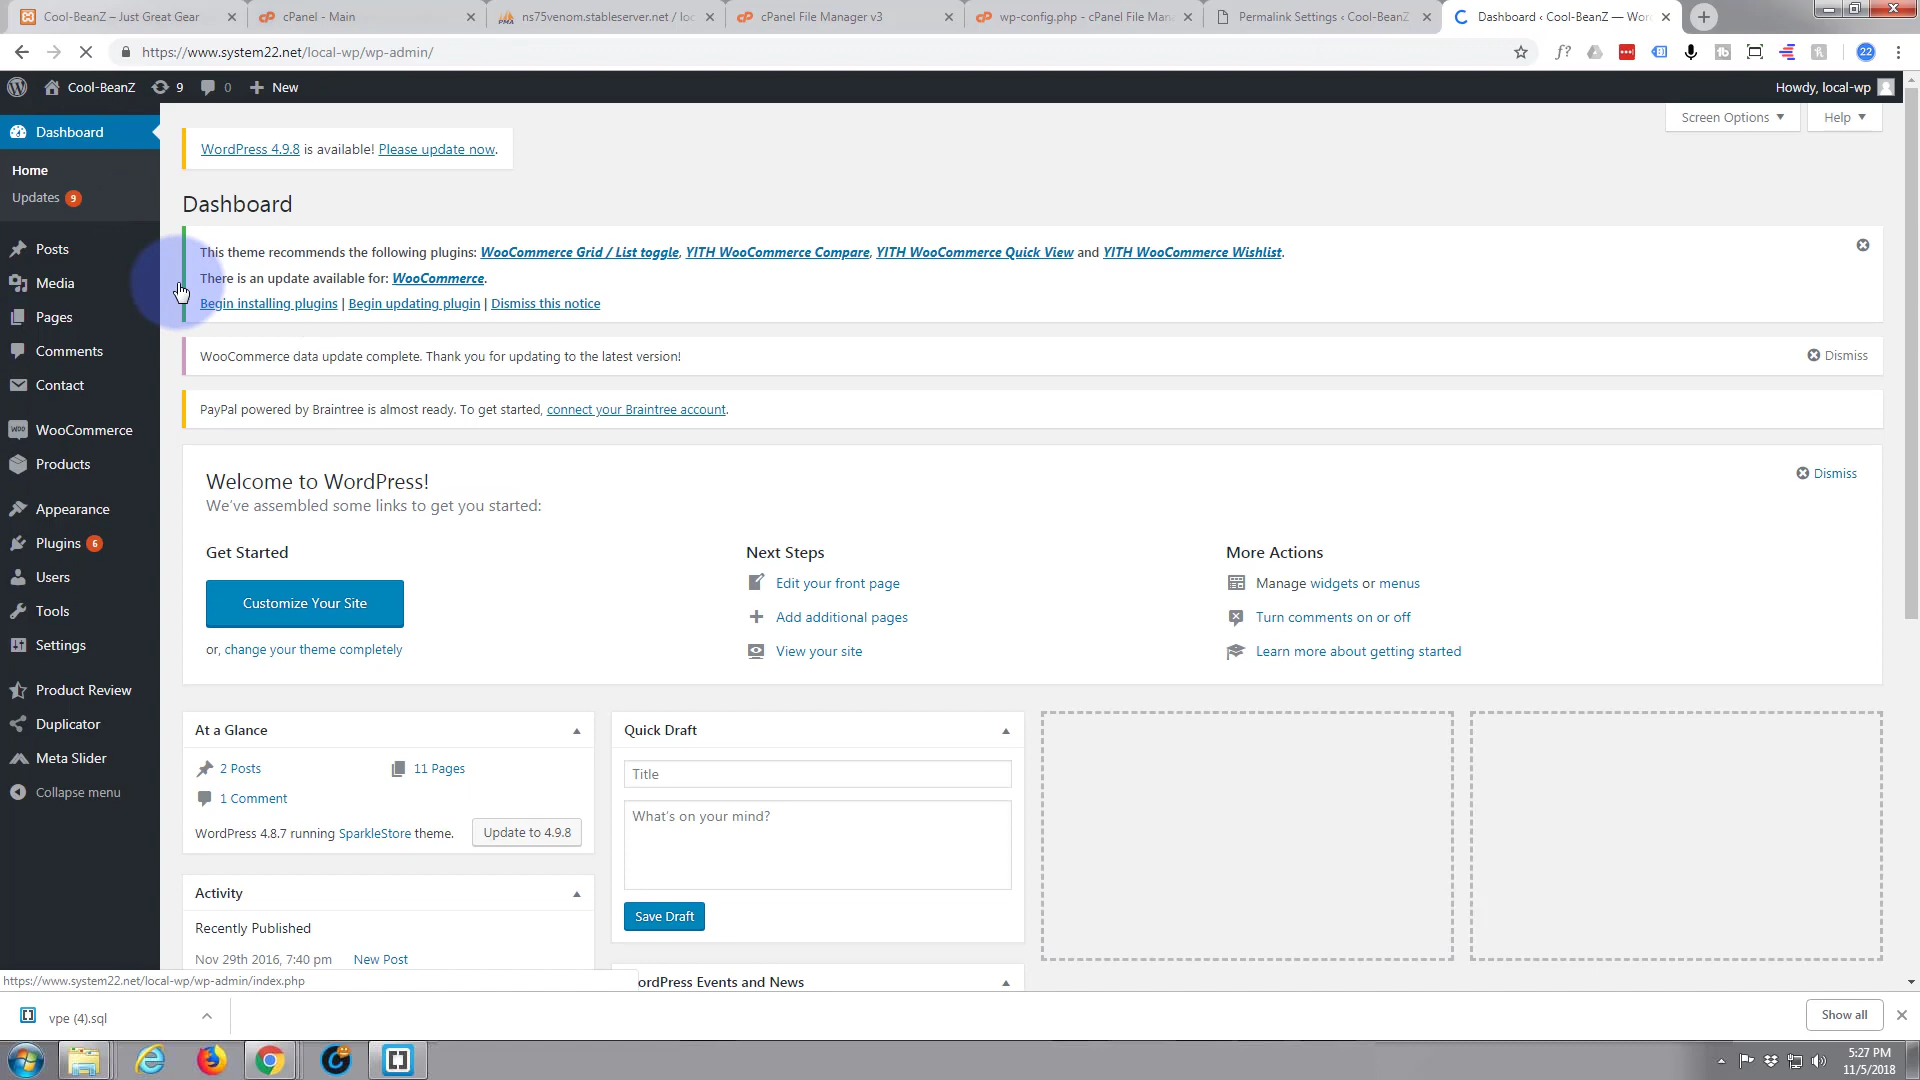 Cool-BeanZ – Just Great Gear
cPanel - Main
ns75venom.stableserver.net / loc
cPanel File Manager v3
wp-config.php - cPanel File Man
Permalink Settings ‹ Cool-BeanZ
Dashboard ‹ Cool-BeanZ — Wor
https://www.system22.net/local-wp/wp-admin/
Cool-BeanZ 9 0 New
Howdy, local-wp
Dashboard
Home
Updates 9
Posts
Media
Pages
Comments
Contact
WooCommerce
Products
Appearance
Plugins 6
Users
Tools
Settings
Product Review
Duplicator
Meta Slider
Collapse menu
Screen Options
Help
WordPress 4.9.8 is available! Please update now.
Dashboard
This theme recommends the following plugins: WooCommerce Grid / List toggle, YITH WooCommerce Compare, YITH WooCommerce Quick View and YITH WooCommerce Wishlist.
There is an update available for: WooCommerce.
Begin installing plugins | Begin updating plugin | Dismiss this notice
WooCommerce data update complete. Thank you for updating to the latest version!
Dismiss
PayPal powered by Braintree is almost ready. To get started, connect your Braintree account.
Welcome to WordPress!
Dismiss
We've assembled some links to get you started:
Get Started
Customize Your Site
or, change your theme completely
Next Steps
Edit your front page
Add additional pages
View your site
More Actions
Manage widgets or menus
Turn comments on or off
Learn more about getting started
At a Glance
2 Posts
11 Pages
1 Comment
WordPress 4.8.7 running SparkleStore theme.
Update to 4.9.8
Activity
Recently Published
Nov 29th 2016, 7:40 pm New Post
Quick Draft
Title
What's on your mind?
Save Draft
ordPress Events and News
https://www.system22.net/local-wp/wp-admin/index.php
vpe (4).sql
Show all
5:27 PM
11/5/2018